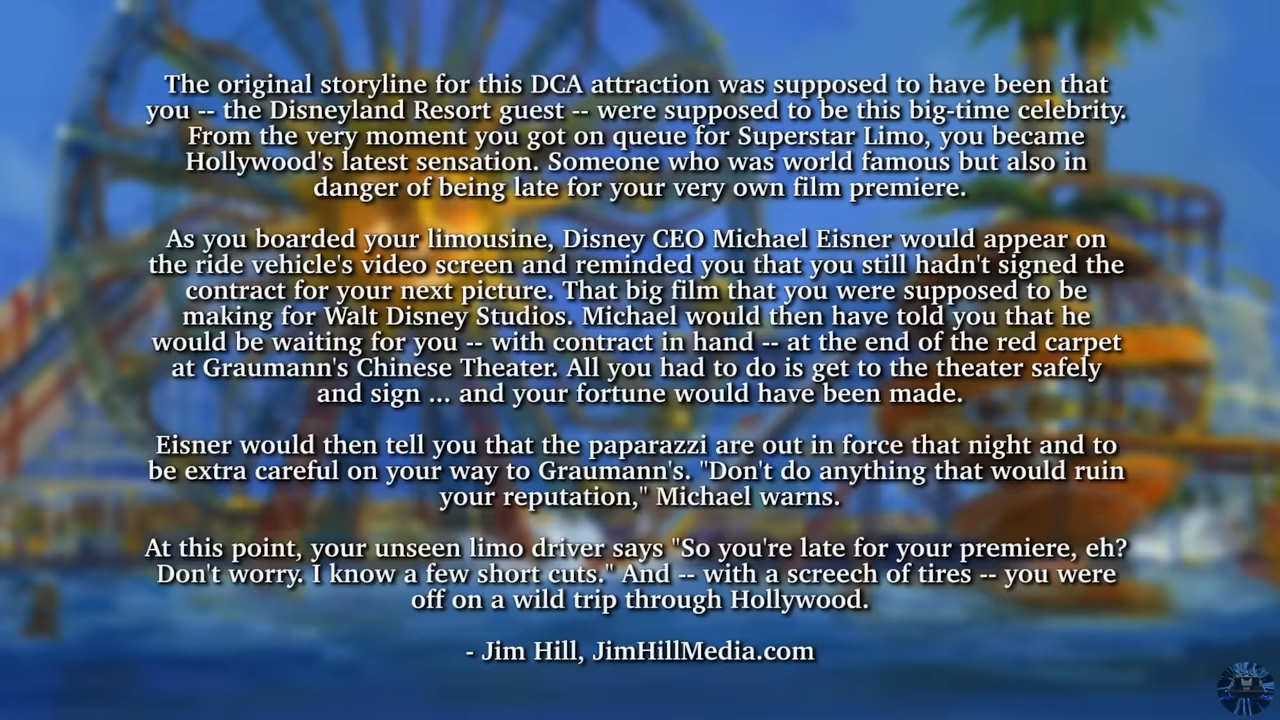 The original storyline for this DCA attraction was supposed to have been that
you -- the Disneyland Resort guest -- were supposed to be this big-time celebrity.
From the very moment you got on queue for Superstar Limo, you became
Hollywood's latest sensation. Someone who was world famous but also in
danger of being late for your very own film premiere.
As you boarded your limousine, Disney CEO Michael Eisner would appear on
the ride vehicle's video screen and reminded you that you still hadn't signed the
contract for your next picture. That big film that you were supposed to be
making for Walt Disney Studios. Michael would then have told you that he
would be waiting for you -- with contract in hand -- at the end of the red carpet
at Graumann's Chinese Theater. All you had to do is get to the theater safely
and sign ... and your fortune would have been made.
Eisner would then tell you that the paparazzi are out in force that night and to
be extra careful on your way to Graumann's. "Don't do anything that would ruin
your reputation," Michael warns.
At this point, your unseen limo driver says "So you're late for your premiere, eh?
Don't worry. I know a few short cuts." And -- with a screech of tires -- you were
off on a wild trip through Hollywood.
- Jim Hill, JimHillMedia.com